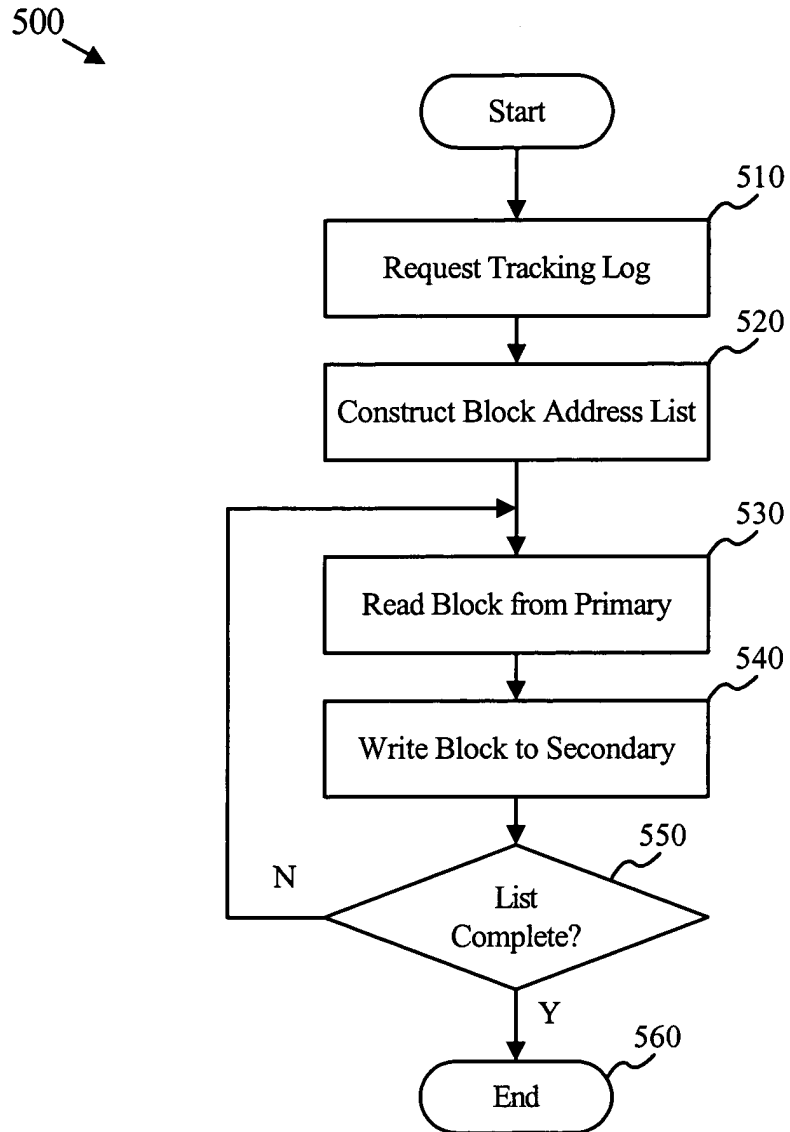 500
Start
510
Request Tracking Log
520
Construct Block Address List
530
Read Block from Primary
540
Write Block to Secondary
550
N
List
Complete?
Y
560
End